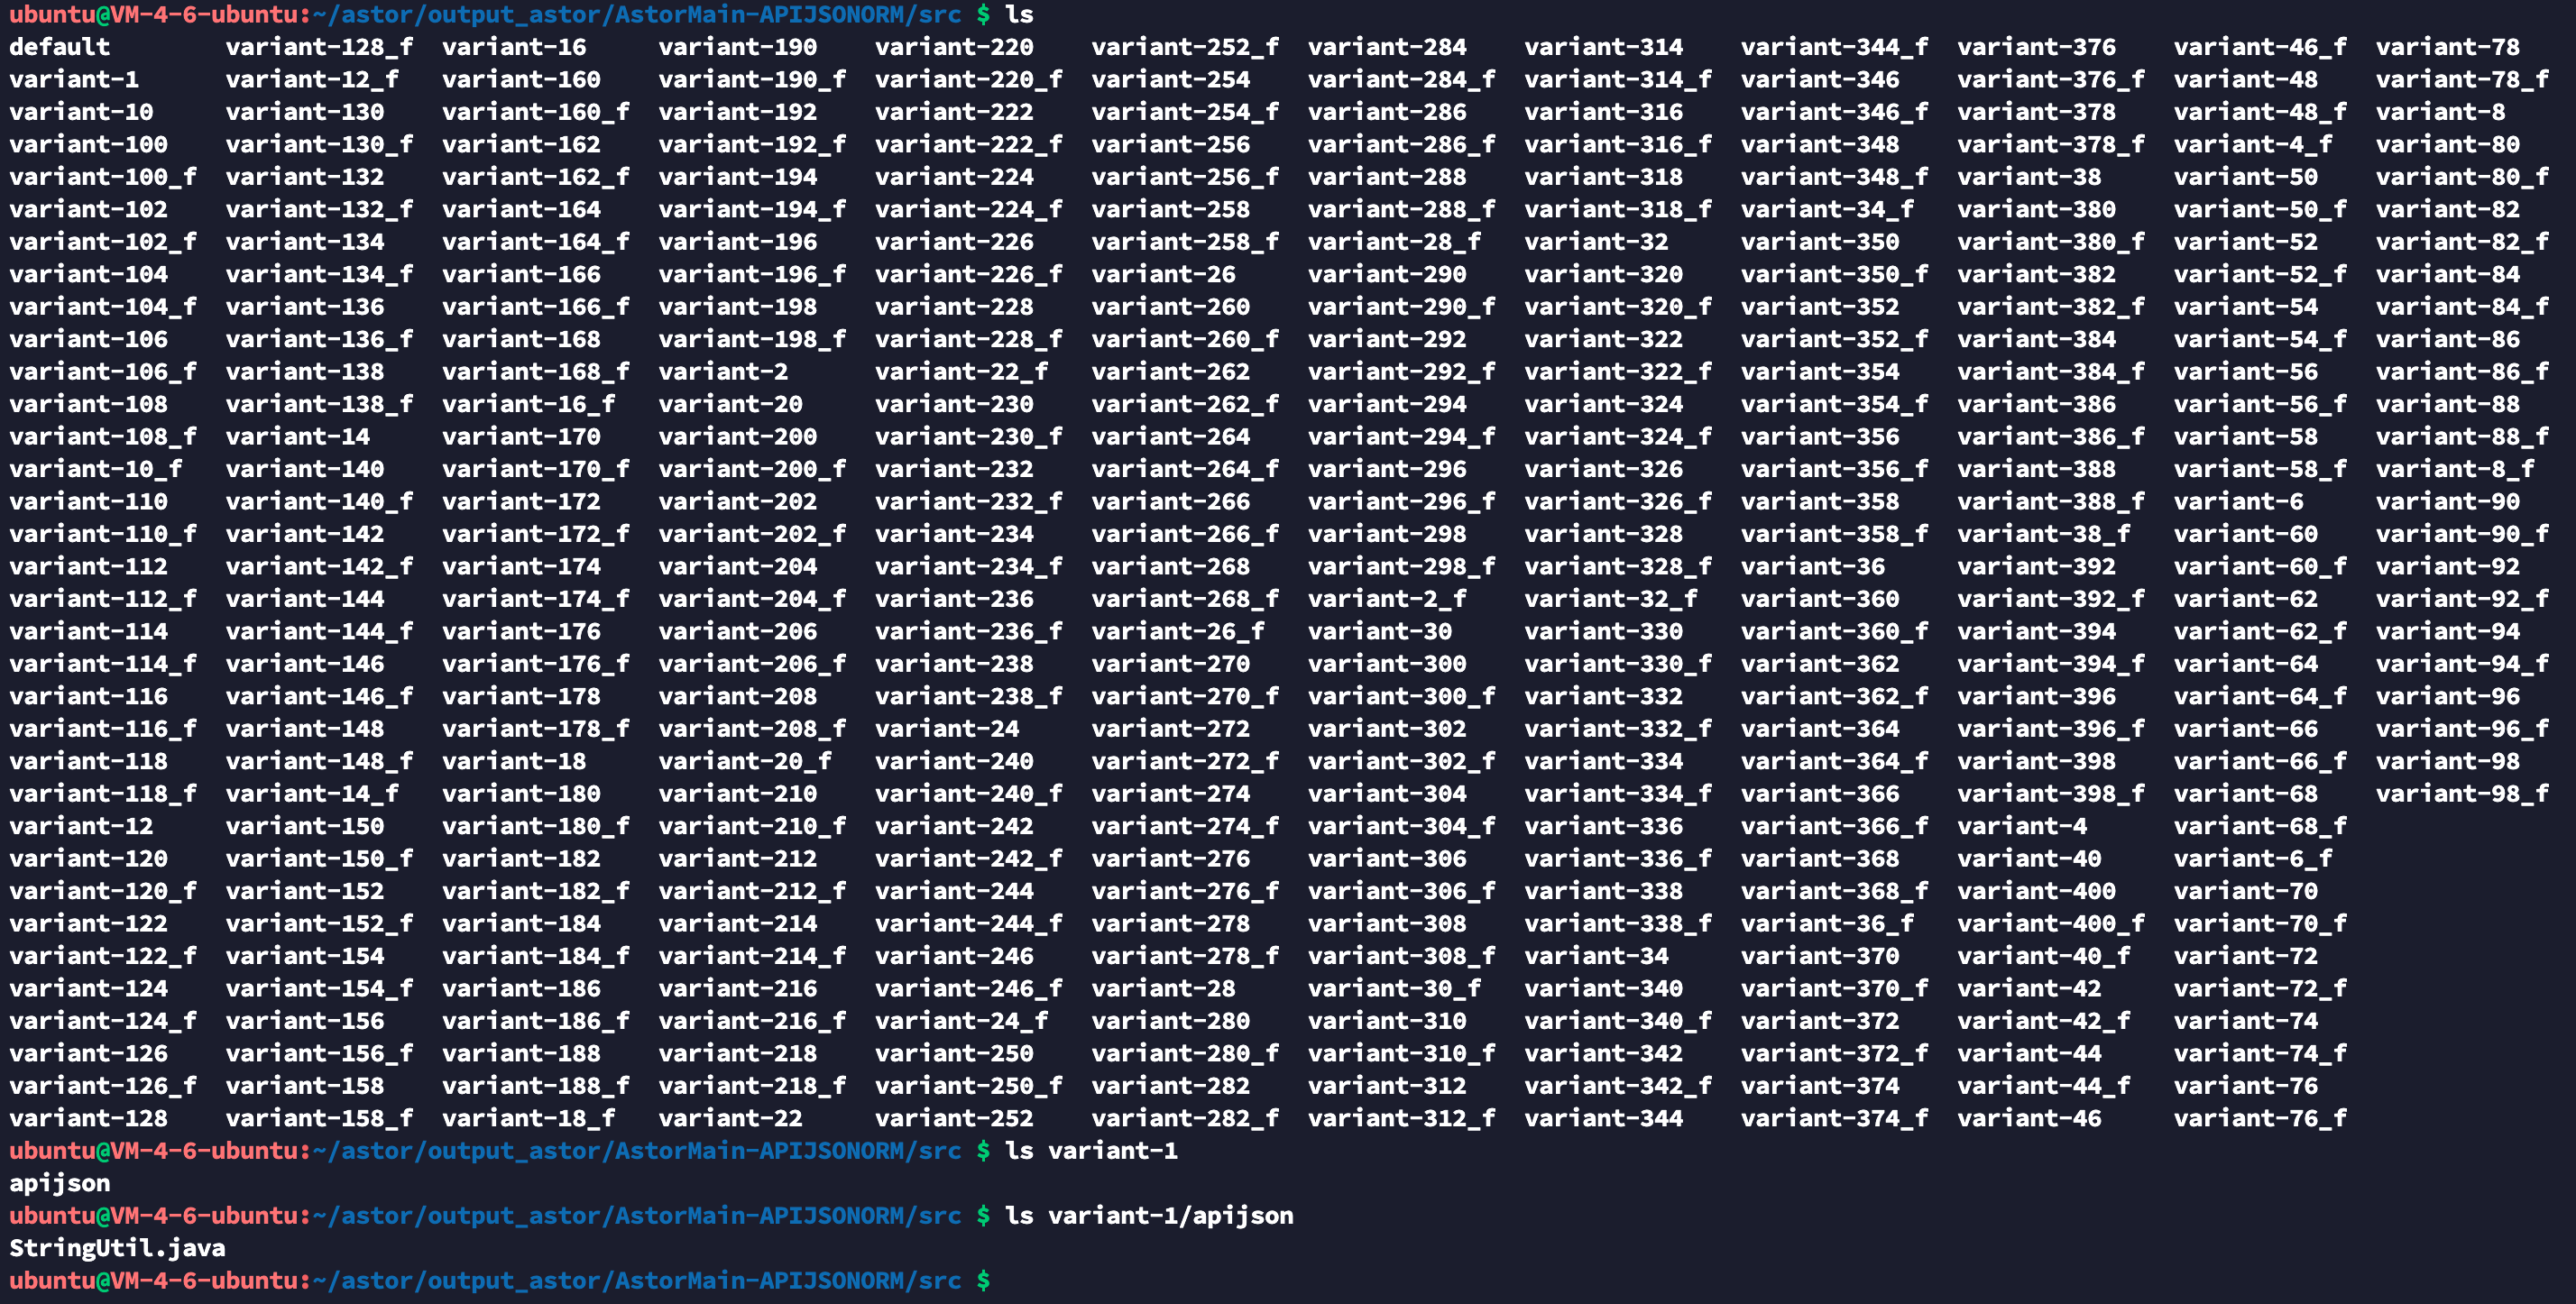 ubuntu@VM-4-6-ubuntu:~/astor/output_astor/AstorMain-APIJSONORM/src $ ls
default variant-128_f variant-16 variant-190 variant-220 variant-252_f variant-284 variant-314 variant-344_f variant-376 variant-46_f variant-78
variant-1 variant-12_f variant-160 variant-190_f variant-220_f variant-254 variant-284_f variant-314_f variant-346 variant-376_f variant-48 variant-78_f
variant-10 variant-130 variant-160_f variant-192 variant-222 variant-254_f variant-286 variant-316 variant-346_f variant-378 variant-48_f variant-8
variant-100 variant-130_f variant-162 variant-192_f variant-222_f variant-256 variant-286_f variant-316_f variant-348 variant-378_f variant-4_f variant-80
variant-100_f variant-132 variant-162_f variant-194 variant-224 variant-256_f variant-288 variant-318 variant-348_f variant-38 variant-50 variant-80_f
variant-102 variant-132_f variant-164 variant-194_f variant-224_f variant-258 variant-288_f variant-318_f variant-34_f variant-380 variant-50_f variant-82
variant-102_f variant-134 variant-164_f variant-196 variant-226 variant-258_f variant-28_f variant-32 variant-350 variant-380_f variant-52 variant-82_f
variant-104 variant-134_f variant-166 variant-196_f variant-226_f variant-26 variant-290 variant-320 variant-350_f variant-382 variant-52_f variant-84
variant-104_f variant-136 variant-166_f variant-198 variant-228 variant-260 variant-290_f variant-320_f variant-352 variant-382_f variant-54 variant-84_f
variant-106 variant-136_f variant-168 variant-198_f variant-228_f variant-260_f variant-292 variant-322 variant-352_f variant-384 variant-54_f variant-86
variant-106_f variant-138 variant-168_f variant-2 variant-22_f variant-262 variant-292_f variant-322_f variant-354 variant-384_f variant-56 variant-86_f
variant-108 variant-138_f variant-16_f variant-20 variant-230 variant-262_f variant-294 variant-324 variant-354_f variant-386 variant-56_f variant-88
variant-108_f variant-14 variant-170 variant-200 variant-230_f variant-264 variant-294_f variant-324_f variant-356 variant-386_f variant-58 variant-88_f
variant-10_f variant-140 variant-170_f variant-200_f variant-232 variant-264_f variant-296 variant-326 variant-356_f variant-388 variant-58_f variant-8_f
variant-110 variant-140_f variant-172 variant-202 variant-232_f variant-266 variant-296_f variant-326_f variant-358 variant-388_f variant-6 variant-90
variant-110_f variant-142 variant-172_f variant-202_f variant-234 variant-266_f variant-298 variant-328 variant-358_f variant-38_f variant-60 variant-90_f
variant-112 variant-142_f variant-174 variant-204 variant-234_f variant-268 variant-298_f variant-328_f variant-36 variant-392 variant-60_f variant-92
variant-112_f variant-144 variant-174_f variant-204_f variant-236 variant-268_f variant-2_f variant-32_f variant-360 variant-392_f variant-62 variant-92_f
variant-114 variant-144_f variant-176 variant-206 variant-236_f variant-26_f variant-30 variant-330 variant-360_f variant-394 variant-62_f variant-94
variant-114_f variant-146 variant-176_f variant-206_f variant-238 variant-270 variant-300 variant-330_f variant-362 variant-394_f variant-64 variant-94_f
variant-116 variant-146_f variant-178 variant-208 variant-238_f variant-270_f variant-300_f variant-332 variant-362_f variant-396 variant-64_f variant-96
variant-116_f variant-148 variant-178_f variant-208_f variant-24 variant-272 variant-302 variant-332_f variant-364 variant-396_f variant-66 variant-96_f
variant-118 variant-148_f variant-18 variant-20_f variant-240 variant-272_f variant-302_f variant-334 variant-364_f variant-398 variant-66_f variant-98
variant-118_f variant-14_f variant-180 variant-210 variant-240_f variant-274 variant-304 variant-334_f variant-366 variant-398_f variant-68 variant-98_f
variant-12 variant-150 variant-180_f variant-210_f variant-242 variant-274_f variant-304_f variant-336 variant-366_f variant-4 variant-68_f
variant-120 variant-150_f variant-182 variant-212 variant-242_f variant-276 variant-306 variant-336_f variant-368 variant-40 variant-6_f
variant-120_f variant-152 variant-182_f variant-212_f variant-244 variant-276_f variant-306_f variant-338 variant-368_f variant-400 variant-70
variant-122 variant-152_f variant-184 variant-214 variant-244_f variant-278 variant-308 variant-338_f variant-36_f variant-400_f variant-70_f
variant-122_f variant-154 variant-184_f variant-214_f variant-246 variant-278_f variant-308_f variant-34 variant-370 variant-40_f variant-72
variant-124 variant-154_f variant-186 variant-216 variant-246_f variant-28 variant-30_f variant-340 variant-370_f variant-42 variant-72_f
variant-124_f variant-156 variant-186_f variant-216_f variant-24_f variant-280 variant-310 variant-340_f variant-372 variant-42_f variant-74
variant-126 variant-156_f variant-188 variant-218 variant-250 variant-280_f variant-310_f variant-342 variant-372_f variant-44 variant-74_f
variant-126_f variant-158 variant-188_f variant-218_f variant-250_f variant-282 variant-312 variant-342_f variant-374 variant-44_f variant-76
variant-128 variant-158_f variant-18_f variant-22 variant-252 variant-282_f variant-312_f variant-344 variant-374_f variant-46 variant-76_f
ubuntu@VM-4-6-ubuntu:~/astor/output_astor/AstorMain-APIJSONORM/src $ ls variant-1
apijson
ubuntu@VM-4-6-ubuntu:~/astor/output_astor/AstorMain-APIJSONORM/src $ ls variant-1/apijson
StringUtil.java
ubuntu@VM-4-6-ubuntu:~/astor/output_astor/AstorMain-APIJSONORM/src $